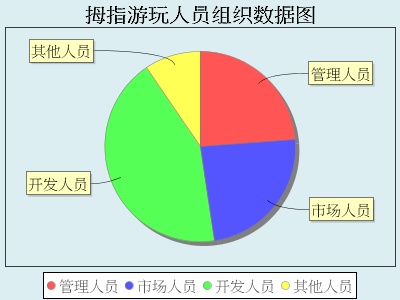 拇指游玩人员组织数据图
其他人员
管理人员
开发人员
市场人员
管理人员 市场人员 开发人员 其他人员